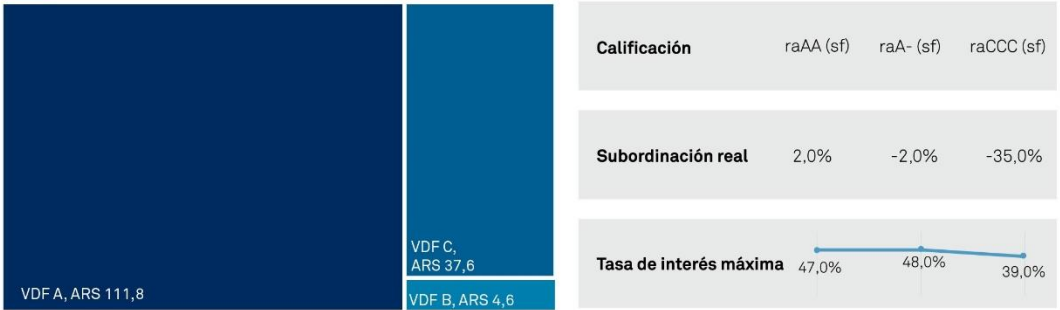 VDF A, ARS 111,8
VDF C,
ARS 37,6
VDF B, ARS 4,6
Calificación raAA (sf) raA- (sf) raCCC (sf)
Subordinación real 2,0% -2,0% -35,0%
Tasa de interés máxima 47,0% 48,0% 39,0%